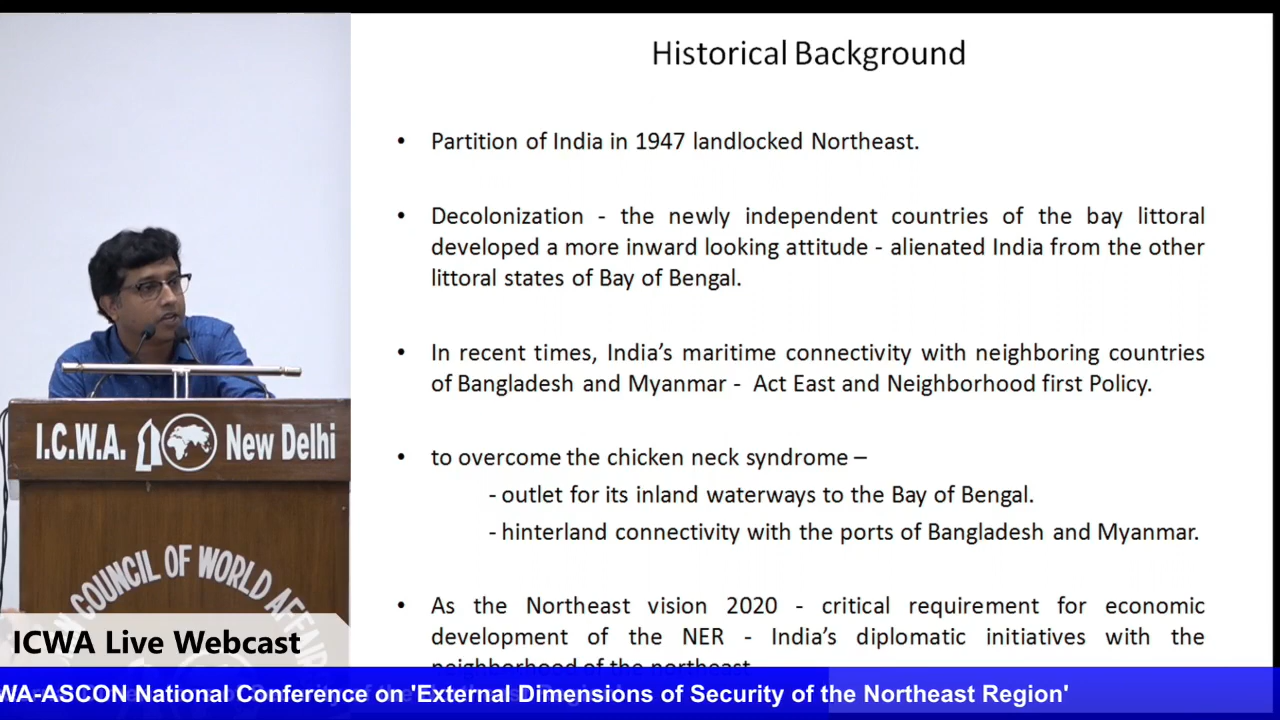 Historical Background
• Partition of India in 1947 landlocked Northeast.
• Decolonization - the newly independent countries of the bay littoral
developed a more inward looking attitude - alienated India from the other
littoral states of Bay of Bengal.
• In recent times, India’s maritime connectivity with neighboring countries
of Bangladesh and Myanmar - Act East and Neighborhood first Policy.
• to overcome the chicken neck syndrome –
- outlet for its inland waterways to the Bay of Bengal.
- hinterland connectivity with the ports of Bangladesh and Myanmar.
• As the Northeast vision 2020 - critical requirement for economic
development of the NER - India’s diplomatic initiatives with the
neighborhood of the northeast
I.C.W.A. New Delhi
COUNCIL OF WORLD
ICWA Live Webcast
WA-ASCON National Conference on 'External Dimensions of Security of the Northeast Region'